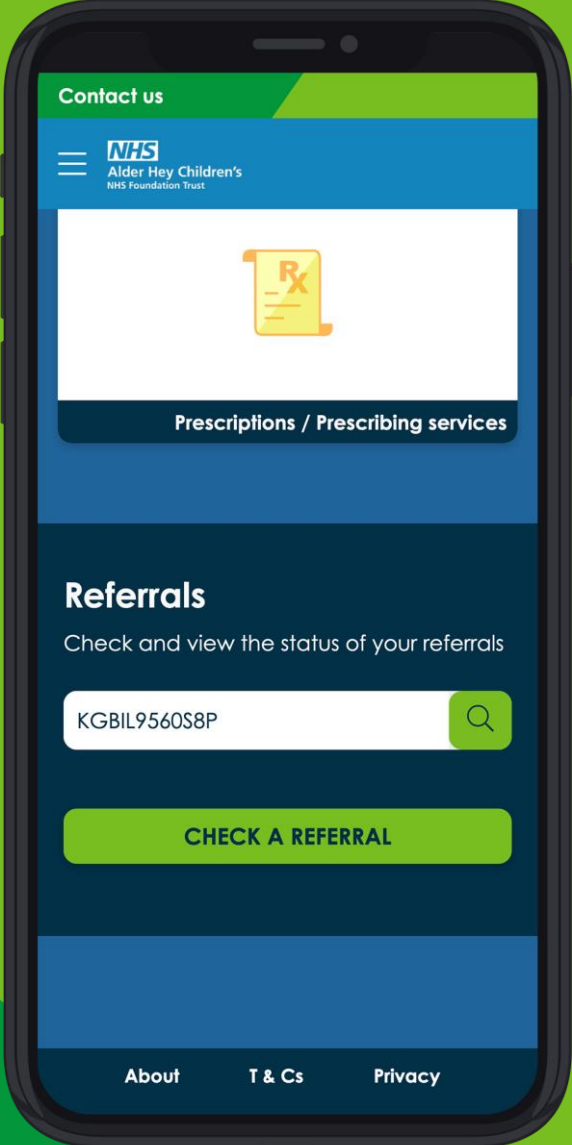 Contact us
NHS
Alder Hey Children's
NHS Foundation Trust
Rx
Prescriptions / Prescribing services
Referrals
Check and view the status of your referrals
KGBIL9560S8P
CHECK A REFERRAL
About T & Cs Privacy